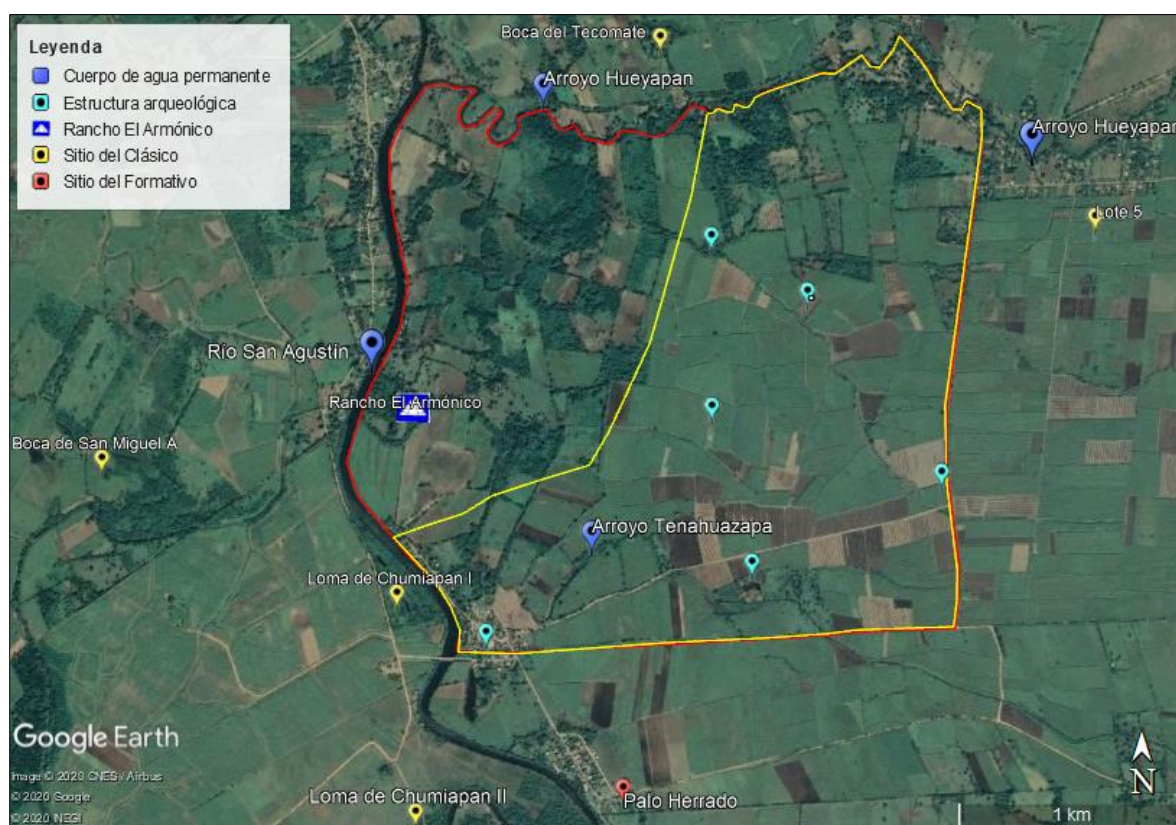 Leyenda
Cuerpo de agua permanente
Estructura arqueológica
Rancho El Armónico
Sitio del Clásico
Sitio del Formativo
Boca del Tecomate
Arroyo Hueyapan
Arroyo Hueyapan
Lote 5
Río San Agustín
Rancho El Armónico
Boca de San Miguel A
Arroyo Tenahuazapa
Loma de Chumiapan I
Google Earth
Image © 2020 CNES / Airbus
© 2020 Google
© 2020 INEGI
Loma de Chumiapan II
Palo Herrado
N
1 km